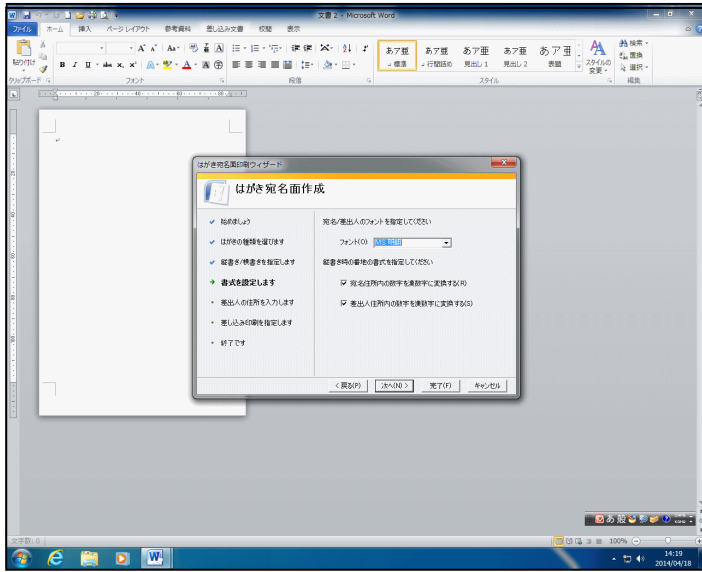 文書 2 - Microsoft Word
ファイル ホーム 挿入 ページ レイアウト 参考資料 差し込み文書 校閲 表示
検索
置換
選択
貼り付け
スタイルの変更
あア亜 あア亜 あア亜 あア亜 あア亜
標準 行間詰め 見出し 1 見出し 2 表題
クリップボード フォント 段落 スタイル 編集
はがき宛名面印刷ウィザード
はがき宛名面作成
始めましょう
はがきの種類を選びます
縦書き/横書きを指定します
書式を設定します
差出人の住所を入力します
差し込み印刷を指定します
終了です
宛名/差出人のフォントを指定してください
フォント(O) MS 明朝
縦書き時の番地の書式を指定してください
宛名住所内の数字を漢数字に変換する(R)
差出人住所内の数字を漢数字に変換する(S)
< 戻る(P) 次へ(N) > 完了(F) キャンセル
あ 般
文字数: 0
100%
14:19
2014/04/18